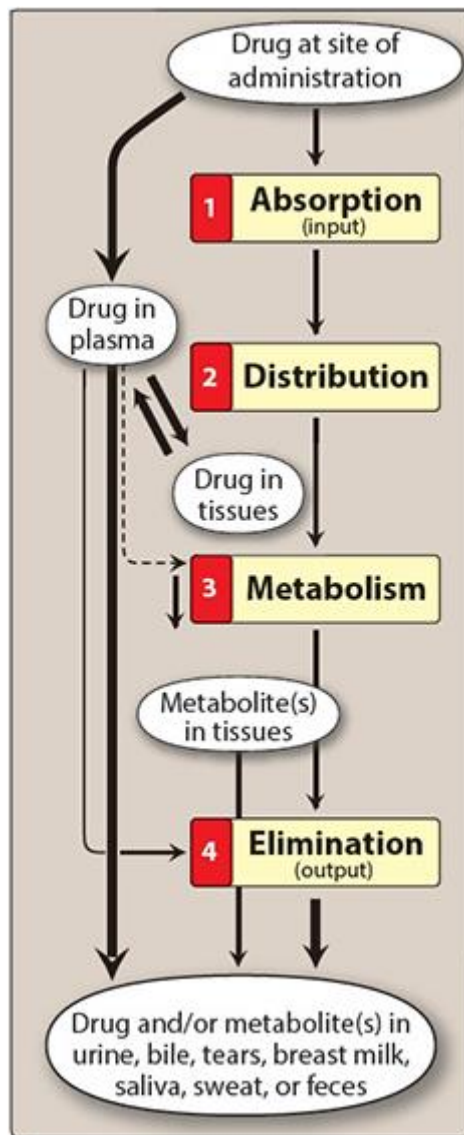 Drug at site of
administration
1 Absorption
(input)
Drug in
plasma
2 Distribution
Drug in
tissues
3 Metabolism
Metabolite(s)
in tissues
4 Elimination
(output)
Drug and/or metabolite(s) in
urine, bile, tears, breast milk,
saliva, sweat, or feces